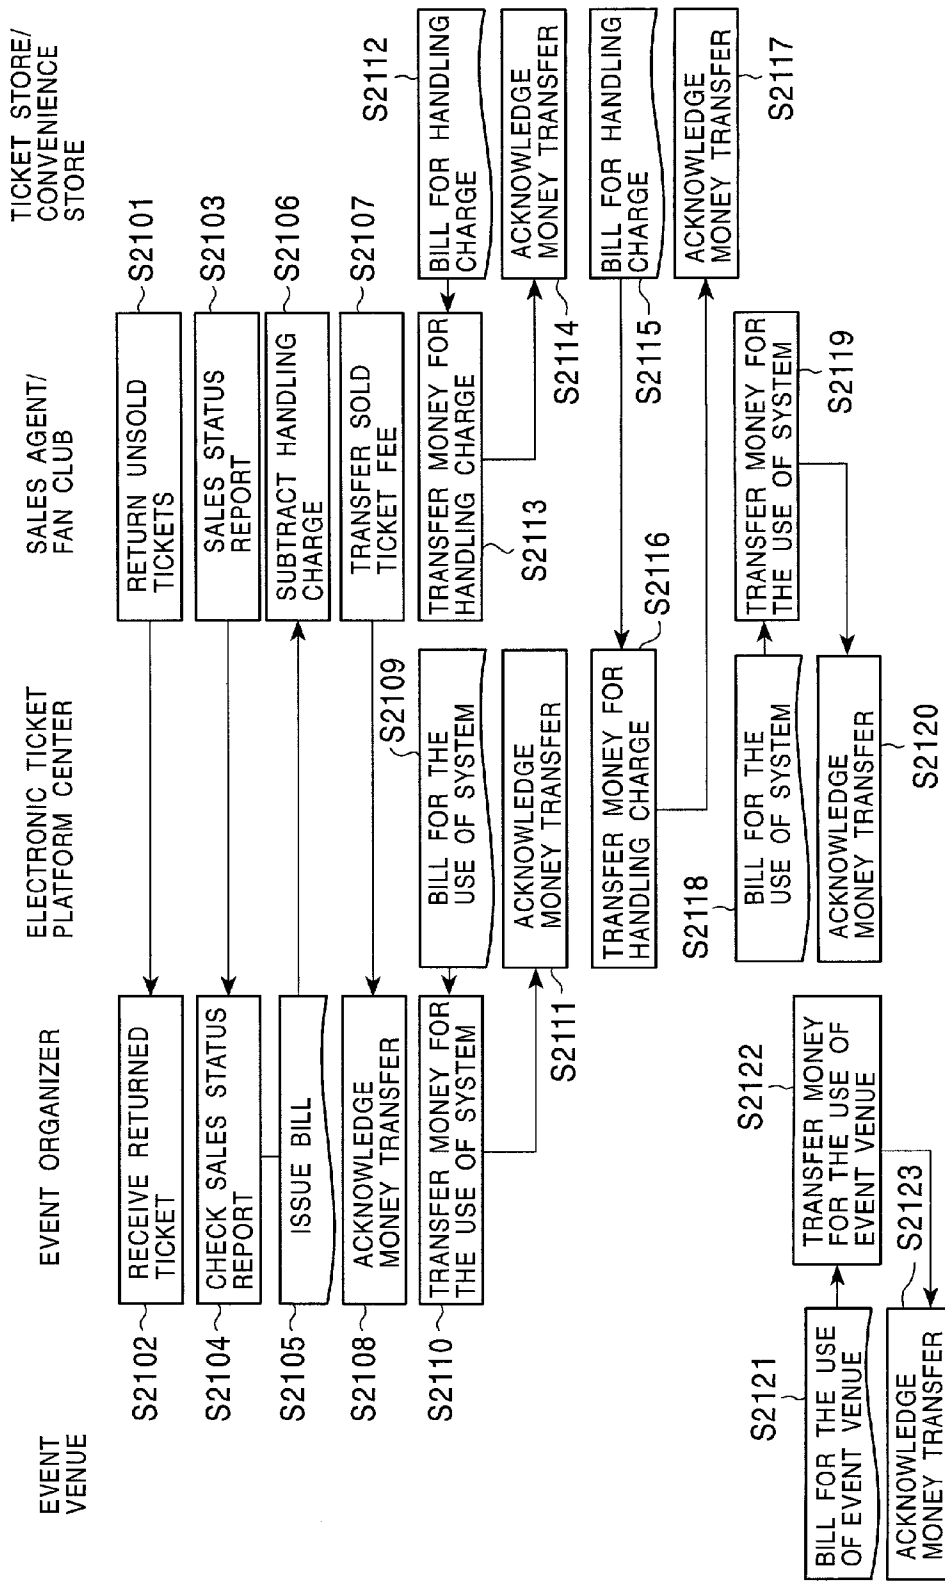 EVENT
VENUE
EVENT ORGANIZER
ELECTRONIC TICKET
PLATFORM CENTER
SALES AGENT/
FAN CLUB
TICKET STORE/
CONVENIENCE
STORE
S2102
RECEIVE RETURNED
TICKET
RETURN UNSOLD
TICKETS
S2101
S2104
CHECK SALES STATUS
REPORT
SALES STATUS
REPORT
S2103
S2105
ISSUE BILL
SUBTRACT HANDLING
CHARGE
S2106
S2108
ACKNOWLEDGE
MONEY TRANSFER
TRANSFER SOLD
TICKET FEE
S2107
S2110
TRANSFER MONEY FOR
THE USE OF SYSTEM
BILL FOR THE
USE OF SYSTEM
S2109
TRANSFER MONEY FOR
HANDLING CHARGE
S2113
BILL FOR HANDLING
CHARGE
S2112
ACKNOWLEDGE
MONEY TRANSFER
S2111
ACKNOWLEDGE
MONEY TRANSFER
S2114
TRANSFER MONEY FOR
HANDLING CHARGE
S2116
BILL FOR HANDLING
CHARGE
S2115
ACKNOWLEDGE
MONEY TRANSFER
S2117
S2118
BILL FOR THE
USE OF SYSTEM
TRANSFER MONEY FOR
THE USE OF SYSTEM
S2119
ACKNOWLEDGE
MONEY TRANSFER
S2120
S2121
BILL FOR THE USE
OF EVENT VENUE
TRANSFER MONEY
FOR THE USE OF
EVENT VENUE
S2122
ACKNOWLEDGE
MONEY TRANSFER
S2123